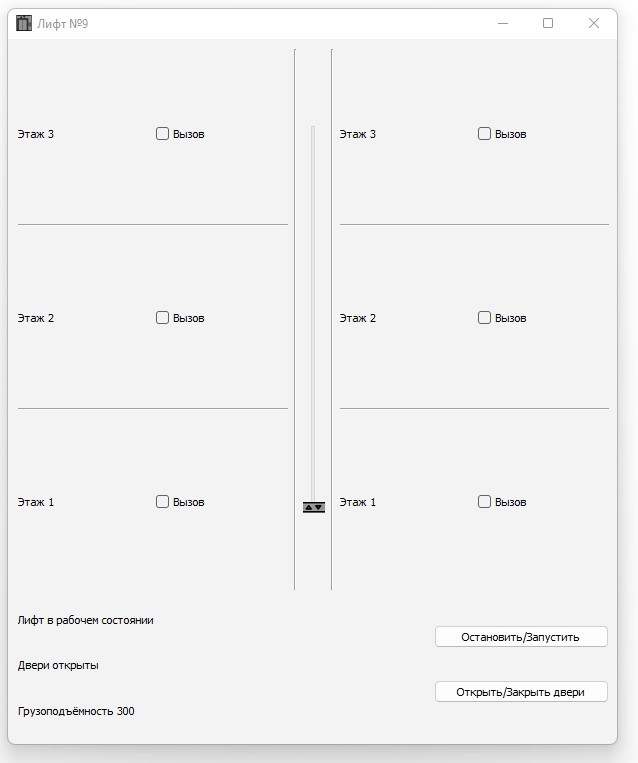 Лифт №9
Этаж 3 Вызов Этаж 3 Вызов
Этаж 2 Вызов Этаж 2 Вызов
Этаж 1 Вызов Этаж 1 Вызов
Лифт в рабочем состоянии
Остановить/Запустить
Двери открыты
Открыть/Закрыть двери
Грузоподъёмность 300